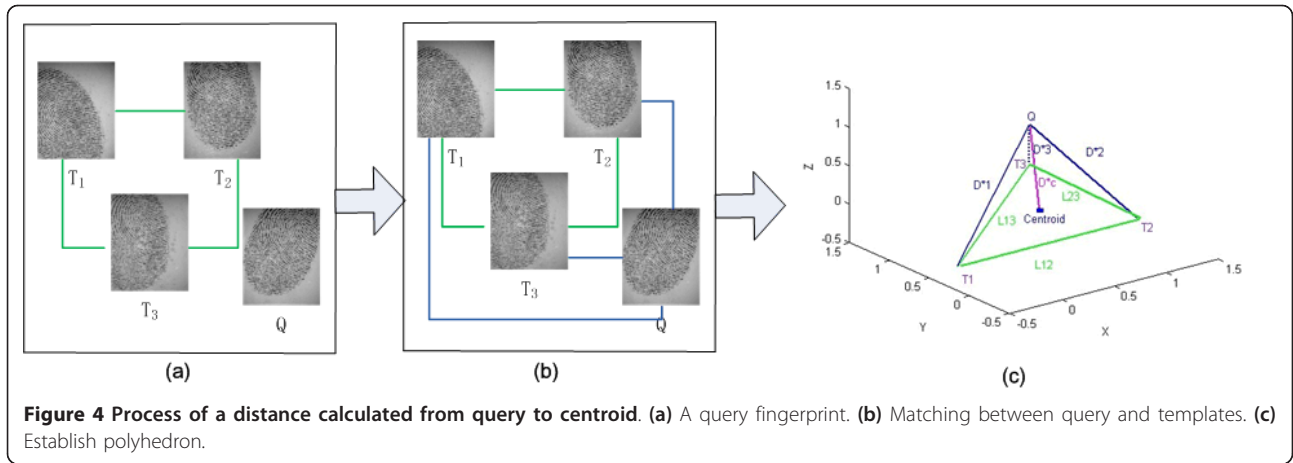 T₁
T₂
T₃
Q
(a)
T₁
T₂
T₃
Q
(b)
1.5
1
0.5
0
-0.5
Z
1.5
1
0.5
0
-0.5
Y
-0.5
0
0.5
1
1.5
X
Q
D*3
D*2
T3
D*1
D*c
L23
L13
Centroid
T2
L12
T1
(c)
Figure 4 Process of a distance calculated from query to centroid. (a) A query fingerprint. (b) Matching between query and templates. (c)
Establish polyhedron.